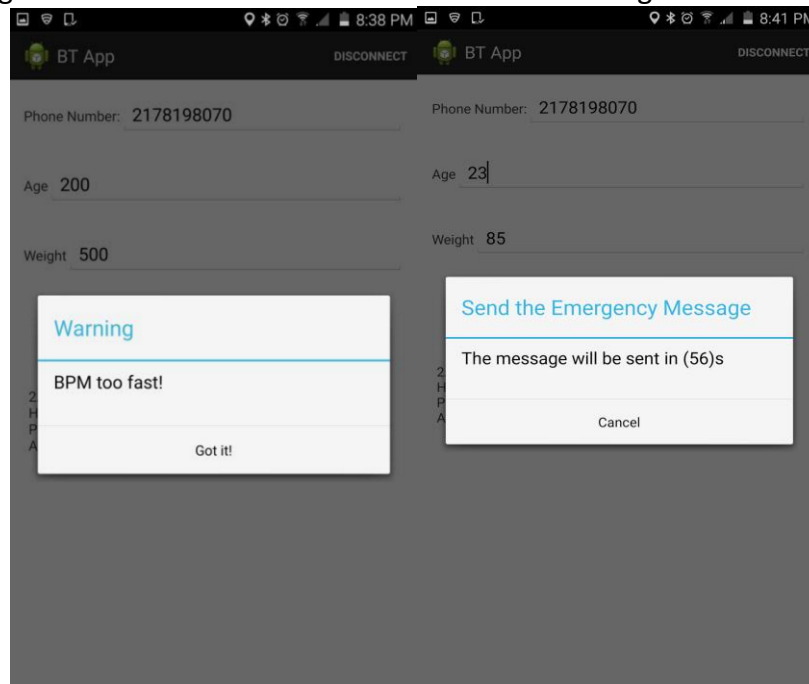 8:38 PM
BT App
DISCONNECT
Phone Number: 2178198070
Age 200
Weight 500
Warning
BPM too fast!
2
H
P
A
Got it!
8:41 PM
BT App
DISCONNECT
Phone Number: 2178198070
Age 23
Weight 85
Send the Emergency Message
The message will be sent in (56)s
2
H
P
A
Cancel